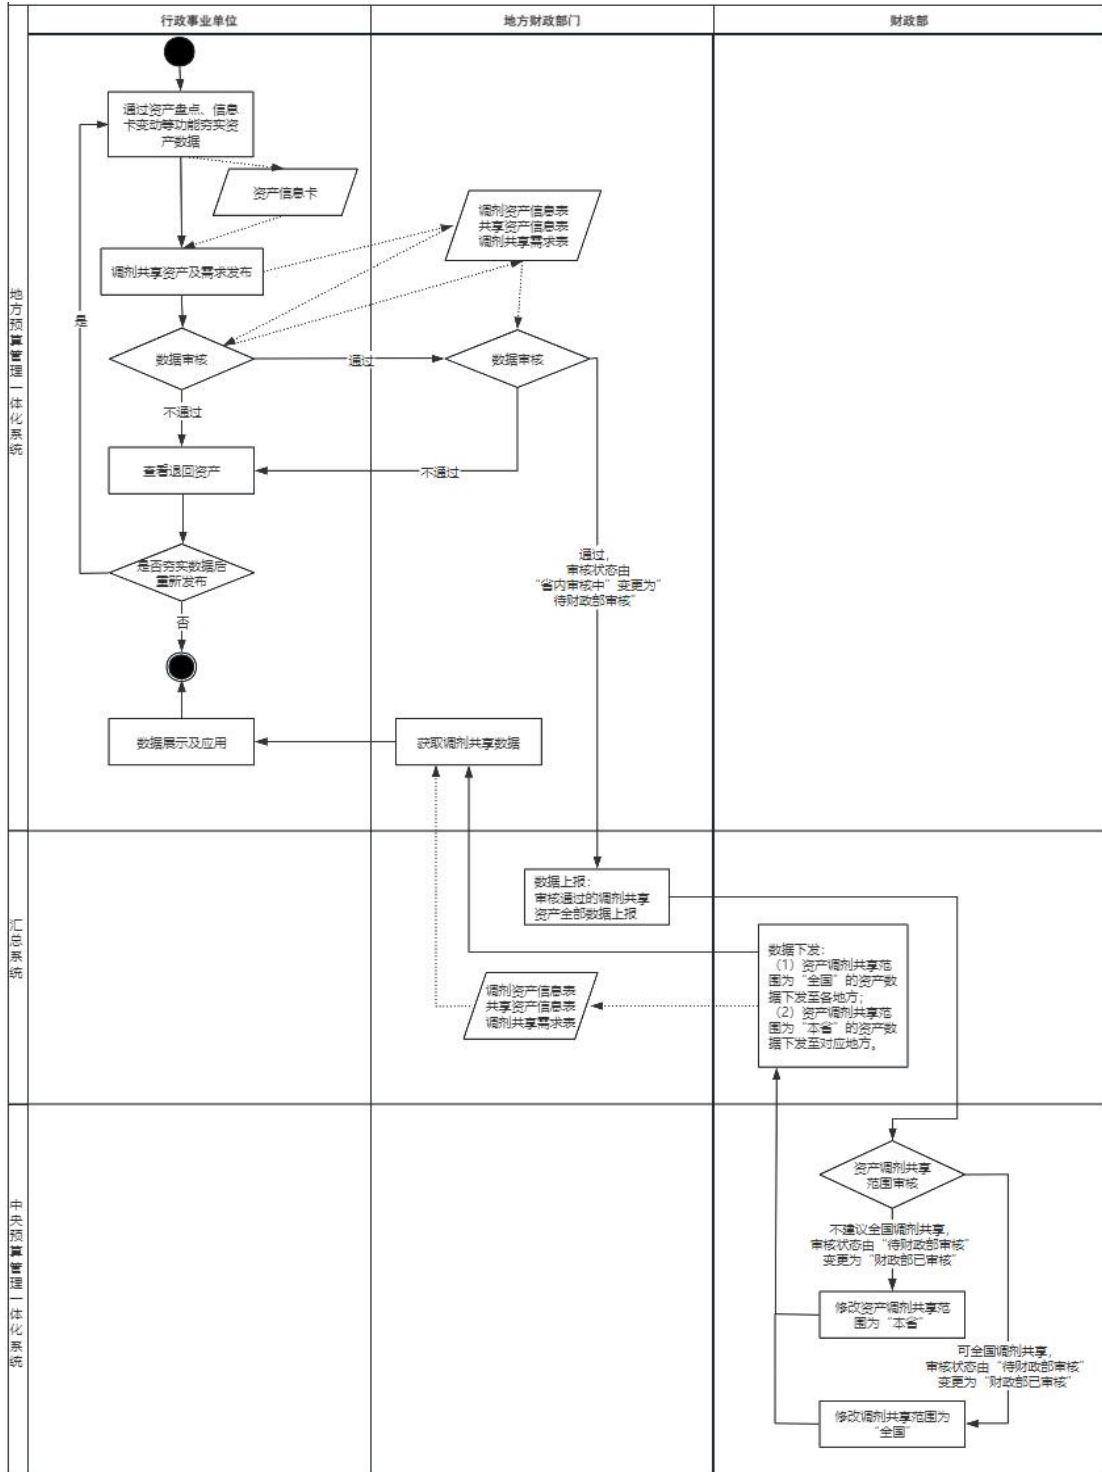 行政事业单位
地方财政部门
财政部
地方预算管理一体化系统
通过资产盘点、信息
卡变动等功能夯实资
产数据
资产信息卡
调剂资产信息表
共享资产信息表
调剂共享需求表
调剂共享资产及需求发布
是
数据审核
通过
数据审核
不通过
查看退回资产
不通过
通过，
审核状态由
“省内审核中”变更为”
待财政部审核”
是否夯实数据后
重新发布
否
数据展示及应用
获取调剂共享数据
汇总系统
数据上报：
审核通过的调剂共享
资产全部数据上报
数据下发：
（1）资产调剂共享范
围为“全国”的资产数
据下发至各地方；
（2）资产调剂共享范
围为“本省”的资产数
据下发至对应地方。
调剂资产信息表
共享资产信息表
调剂共享需求表
中央预算管理一体化系统
资产调剂共享
范围审核
不建议全国调剂共享，
审核状态由“待财政部审核”
变更为“财政部已审核”
修改资产调剂共享范
围为“本省”
可全国调剂共享，
审核状态由“待财政部审核”
变更为“财政部已审核”
修改调剂共享范围为
“全国”